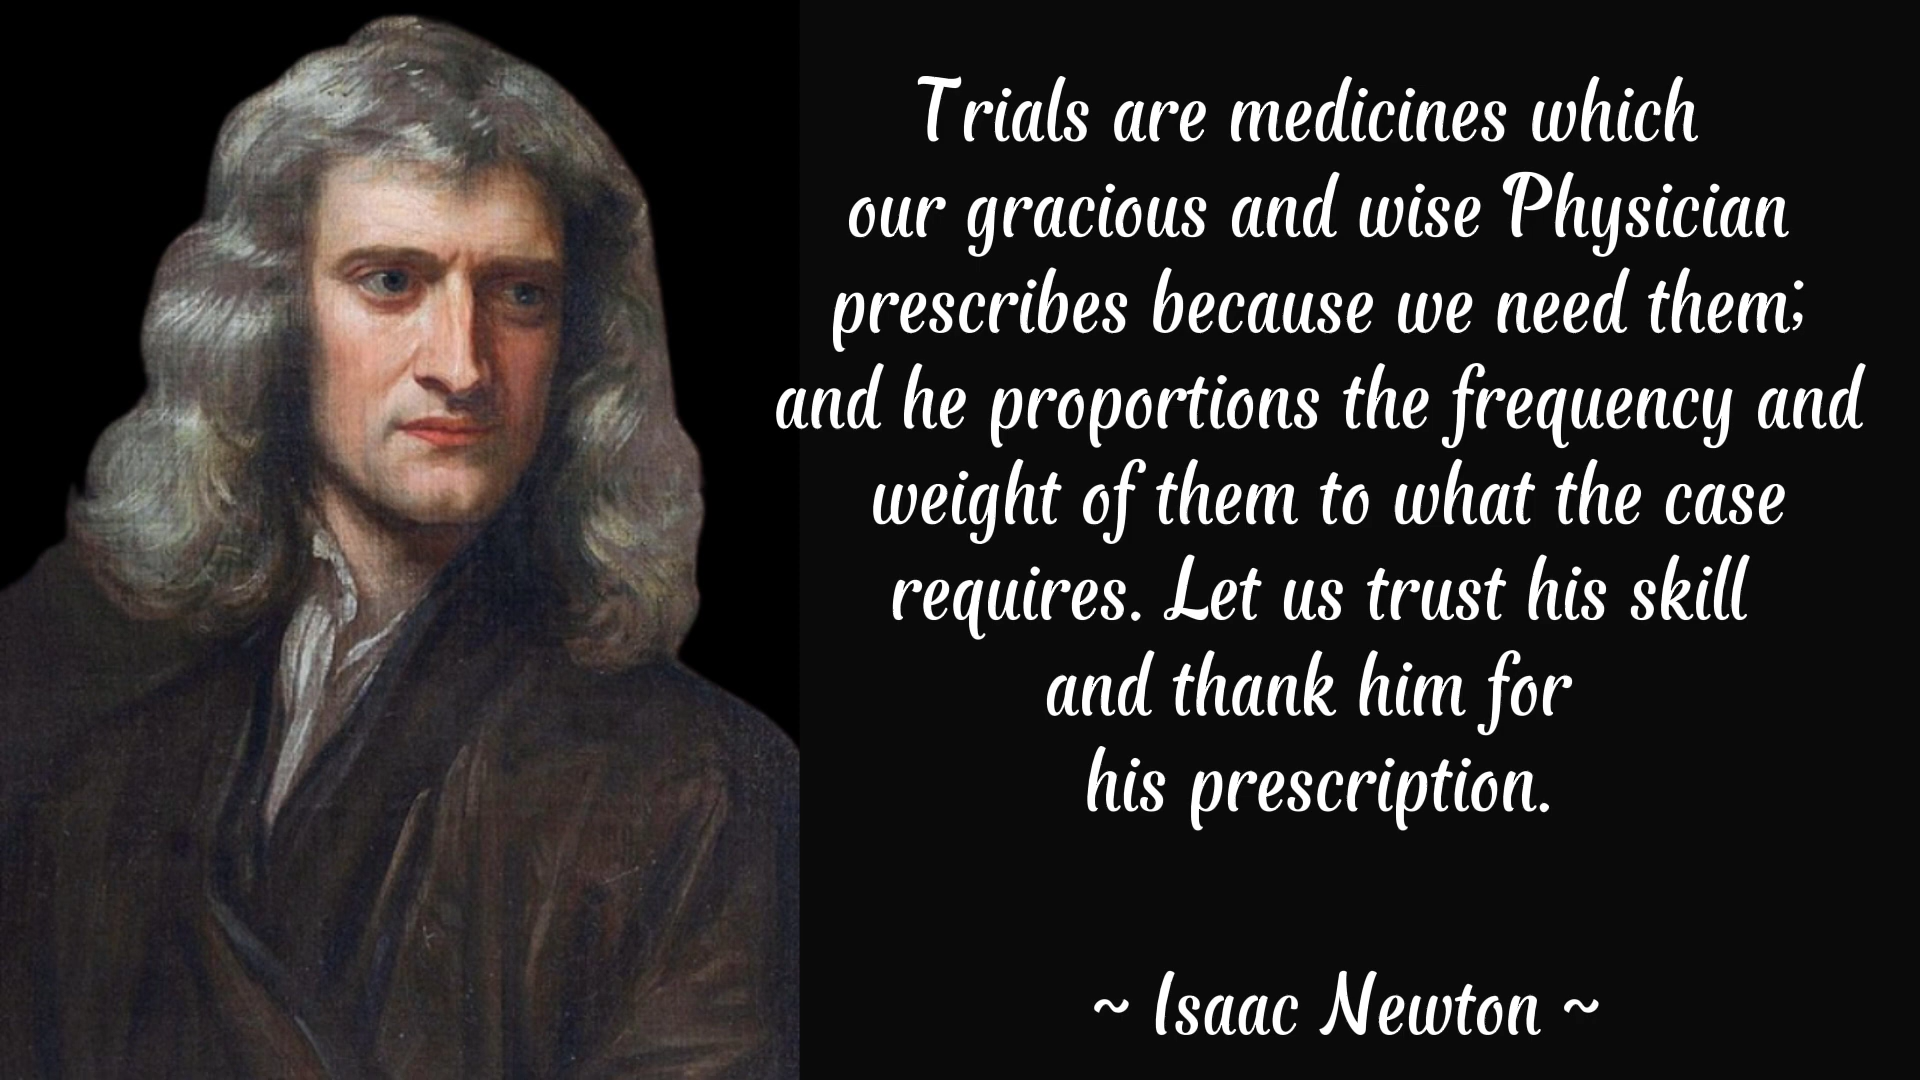 Trials are medicines which
our gracious and wise Physician
prescribes because we need them;
and he proportions the frequency and
weight of them to what the case
requires. Let us trust his skill
and thank him for
his prescription.
~ Isaac Newton ~